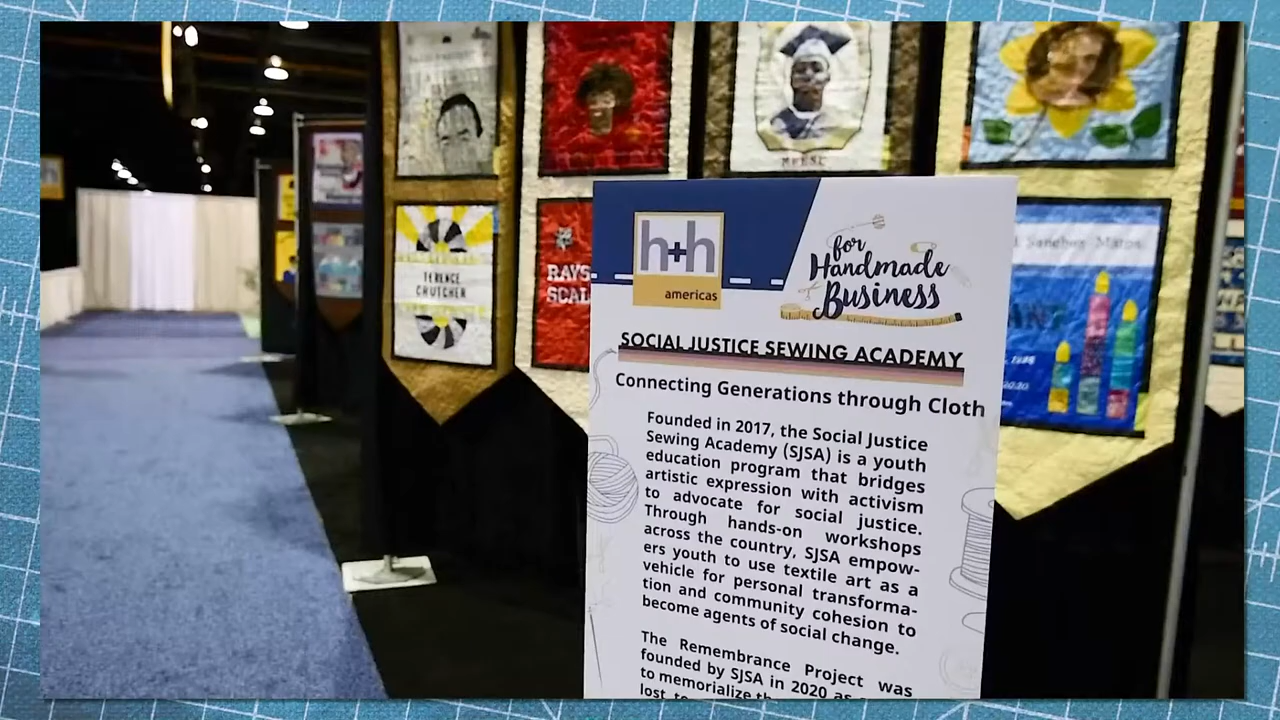 TERENCE
CRUTCHER
RAYS
h+h
americas
for
Handmade
Business
SOCIAL JUSTICE SEWING ACADEMY
Connecting Generations through Cloth
Founded in 2017, the Social Justice
Sewing Academy (SJSA) is a youth
education program that bridges
artistic expression with activism
to advocate for social justice.
Through hands-on workshops
across the country, SJSA empow-
ers youth to use textile art as a
vehicle for personal transforma-
tion and community cohesion to
become agents of social change.
The Remembrance Project was
founded by SJSA in 2020 as
to memorialize
lost
Sanchez